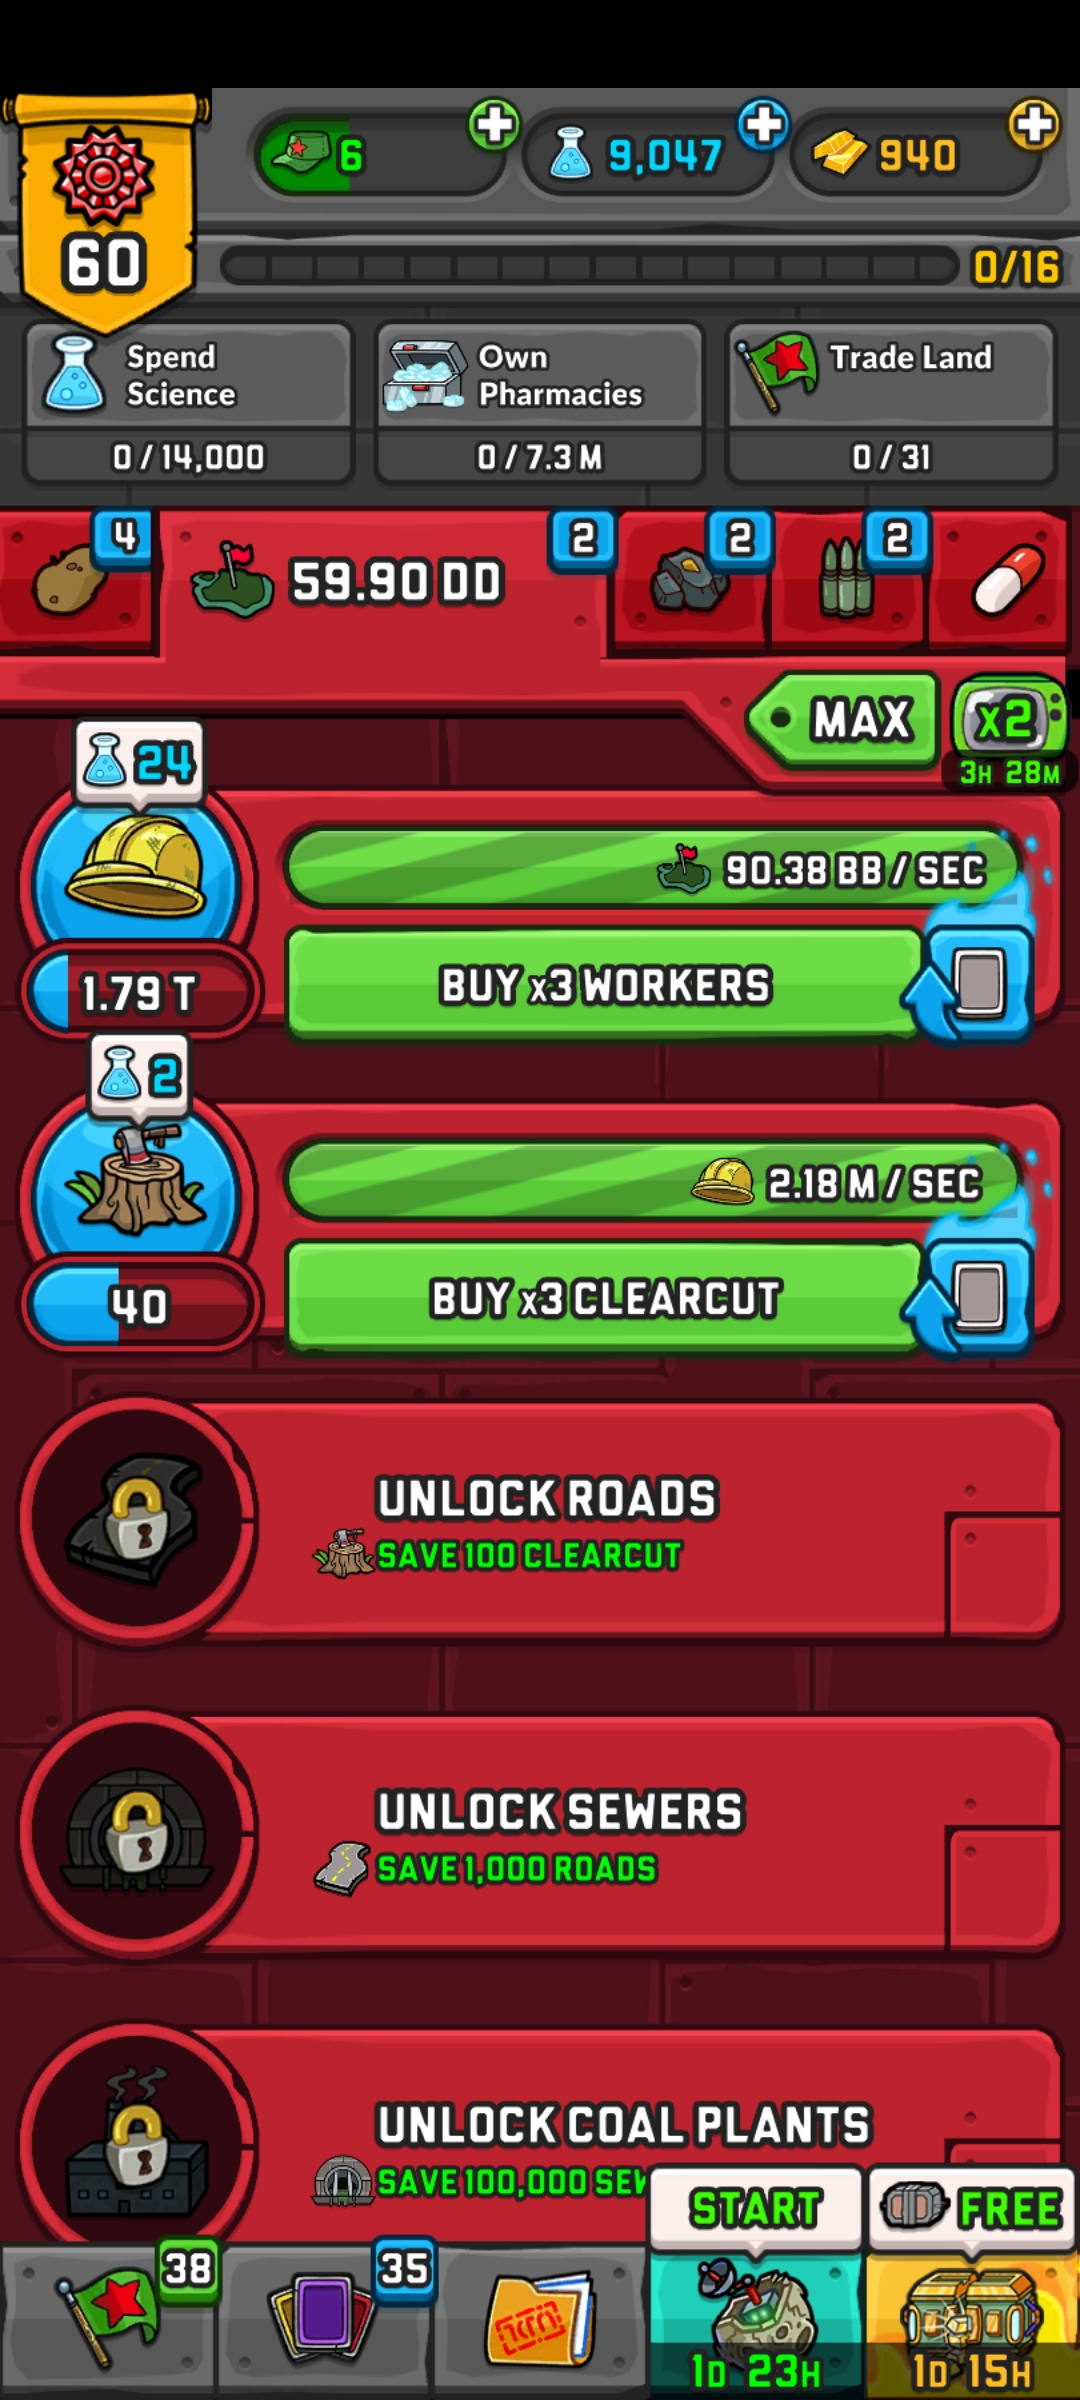 6
9,047
940
60
0/16
Spend
Science
0 / 14,000
Own
Pharmacies
0 / 7.3 M
Trade Land
0 / 31
4
59.90 DD
2
2
2
MAX
x2
3H 28M
24
90.38 BB / SEC
1.79 T
BUY x3 WORKERS
2
2.18 M / SEC
40
BUY x3 CLEARCUT
UNLOCK ROADS
SAVE 100 CLEARCUT
UNLOCK SEWERS
SAVE 1,000 ROADS
UNLOCK COAL PLANTS
SAVE 100,000 SEW
START
FREE
38
35
1D 23H
1D 15H